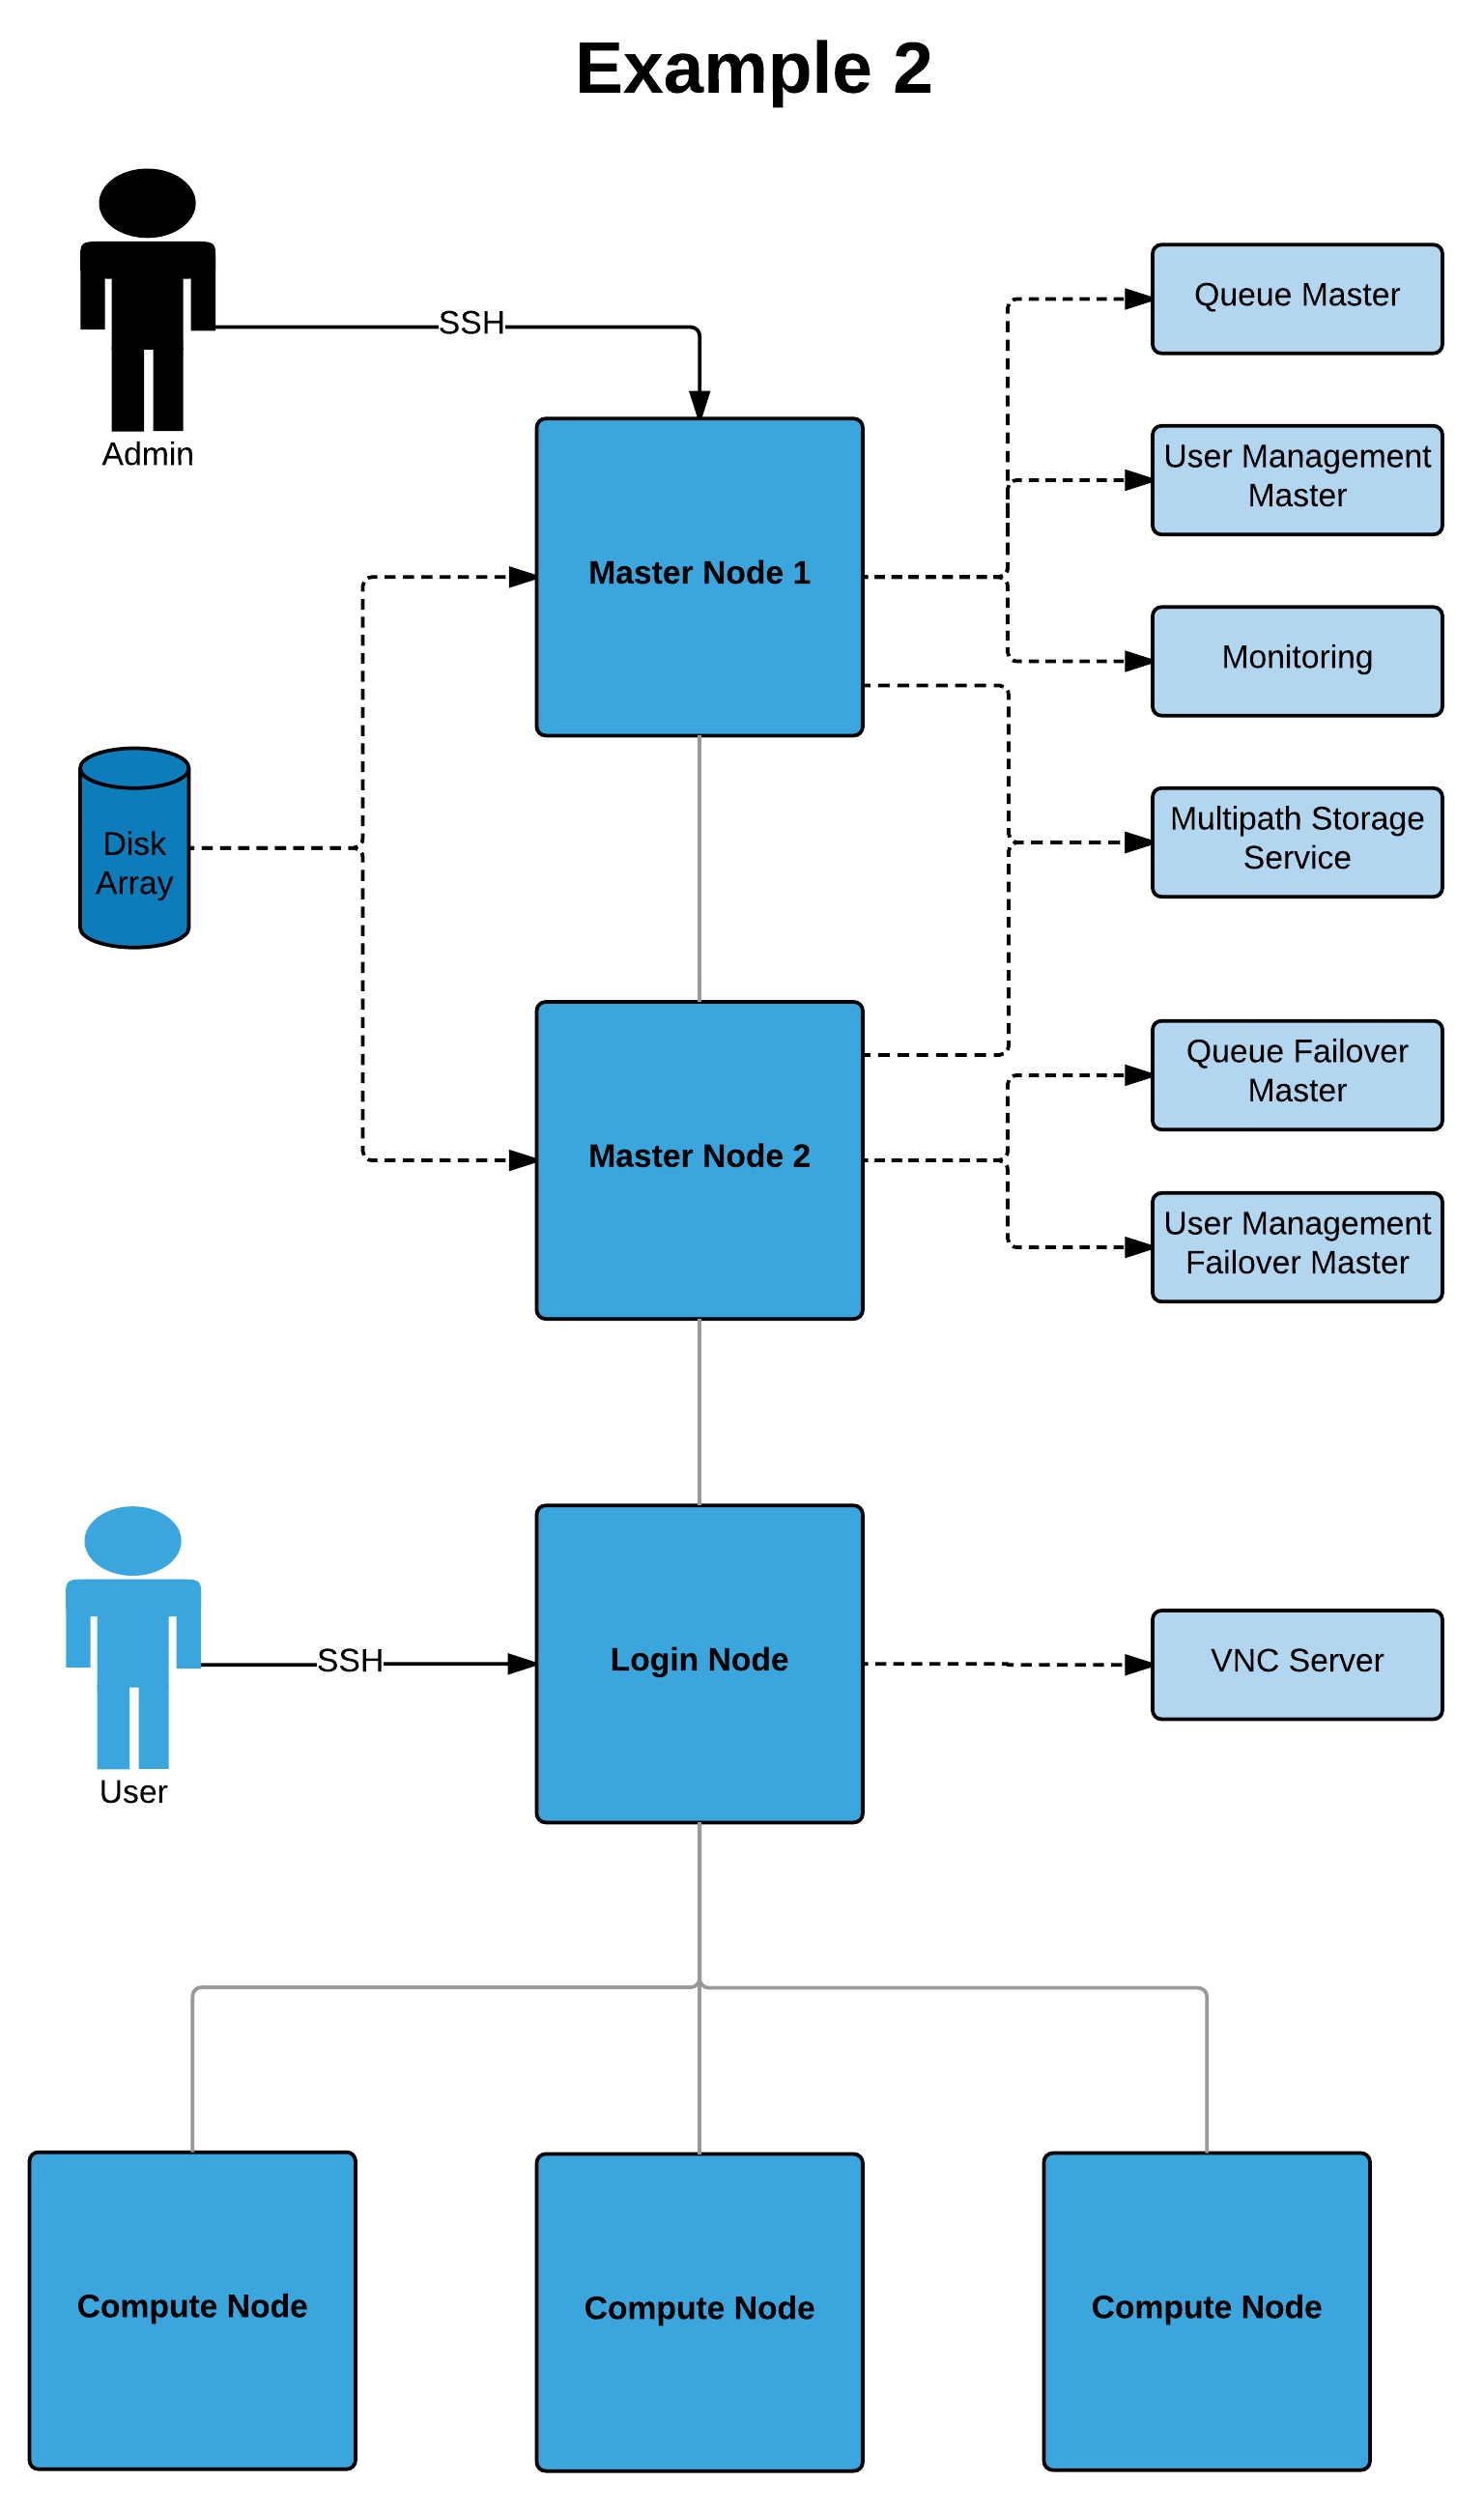 Example 2
Queue Master
SSH
Admin
User Management
Master
Master Node 1
Monitoring
Disk
Array
Multipath Storage
Service
Queue Failover
Master
Master Node 2
User Management
Failover Master
SSH
Login Node
VNC Server
User
Compute Node
Compute Node
Compute Node